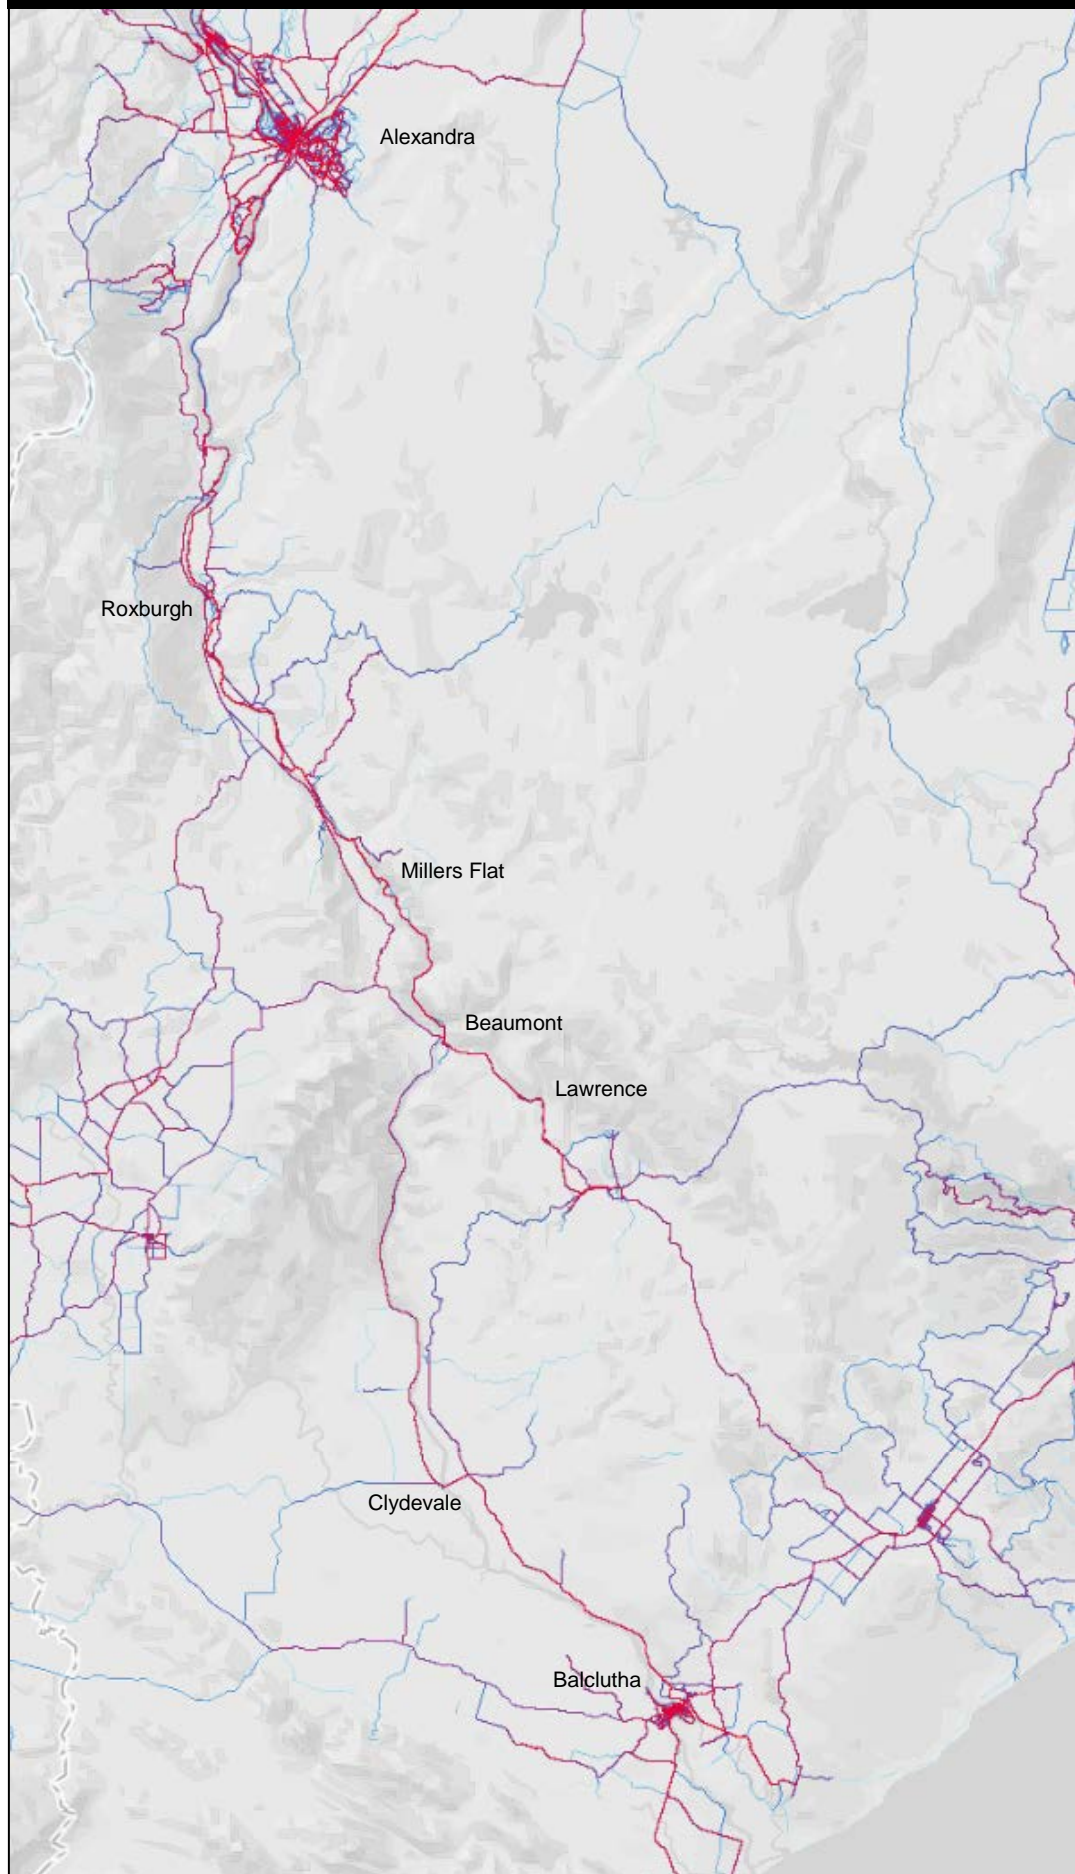 Alexandra
Roxburgh
Millers Flat
Beaumont
Lawrence
Clydevale
Balclutha